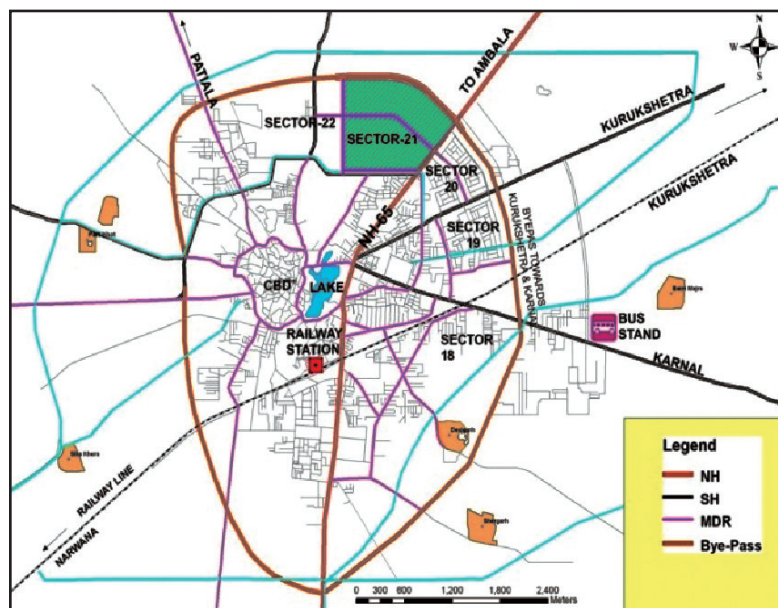 N
W
E
S
PATIALA
TO AMBALA
SECTOR-22
SECTOR-21
KURUKSHETRA
SECTOR
20
KURUKSHETRA
NH-65
SECTOR
19
BYEPAS TOWARDS
KURUKSHETRA & KARNAL
CBD
LAKE
BUS
STAND
RAILWAY
STATION
SECTOR
18
KARNAL
RAILWAY LINE
NARWANA
Legend
NH
SH
MDR
Bye-Pass
0 300 600 1,200 1,800 2,400
Meters